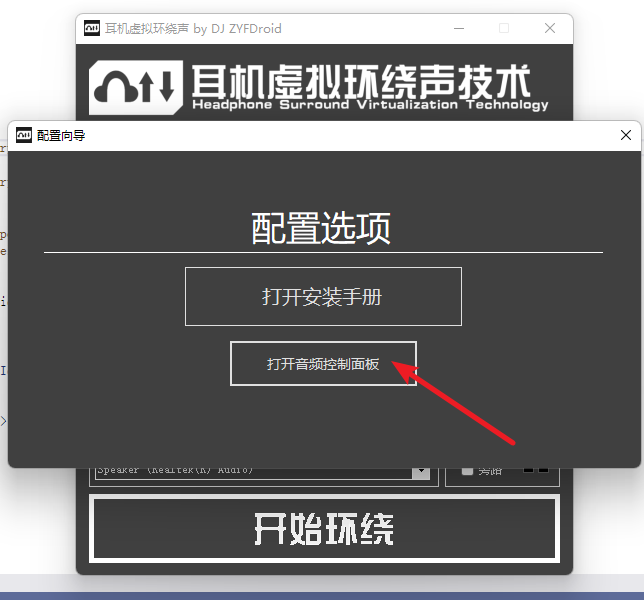 耳机虚拟环绕声 by DJ ZYFDroid
耳机虚拟环绕声技术
Headphone Surround Virtualization Technology
配置向导
配置选项
打开安装手册
打开音频控制面板
Speaker (Realtek(R) Audio)
旁路
开始环绕